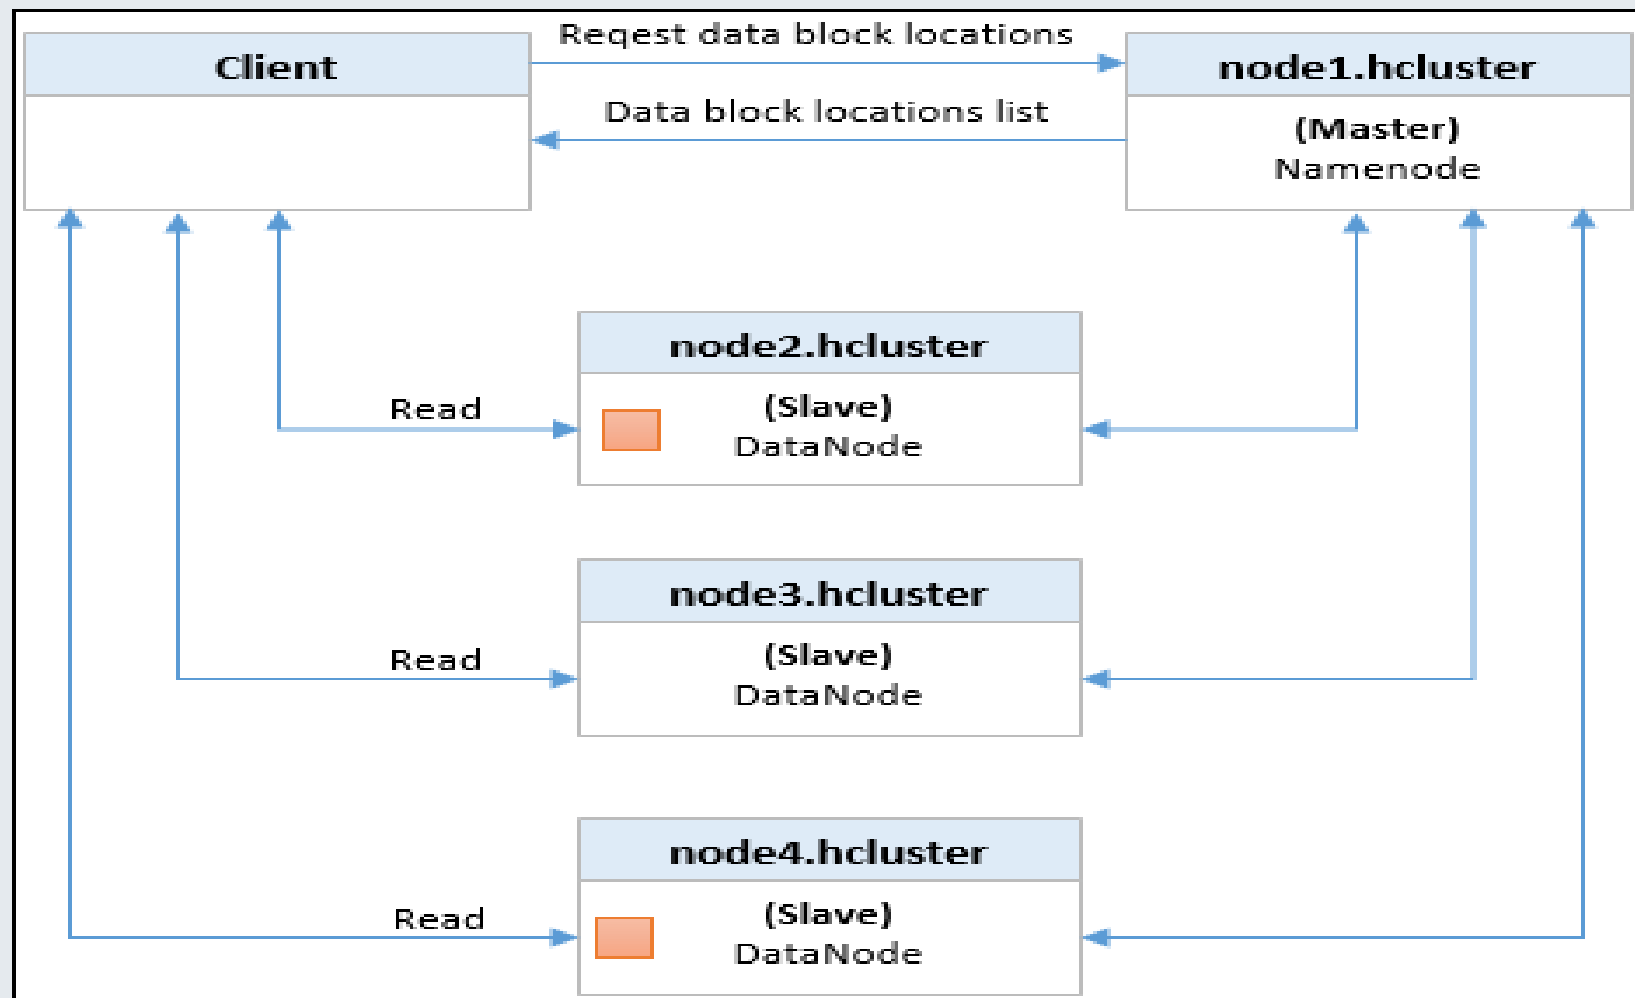 Reqest data block locations
Client
node1.hcluster
Data block locations list
(Master)
Namenode
node2.hcluster
Read
(Slave)
DataNode
node3.hcluster
Read
(Slave)
DataNode
node4.hcluster
Read
(Slave)
DataNode